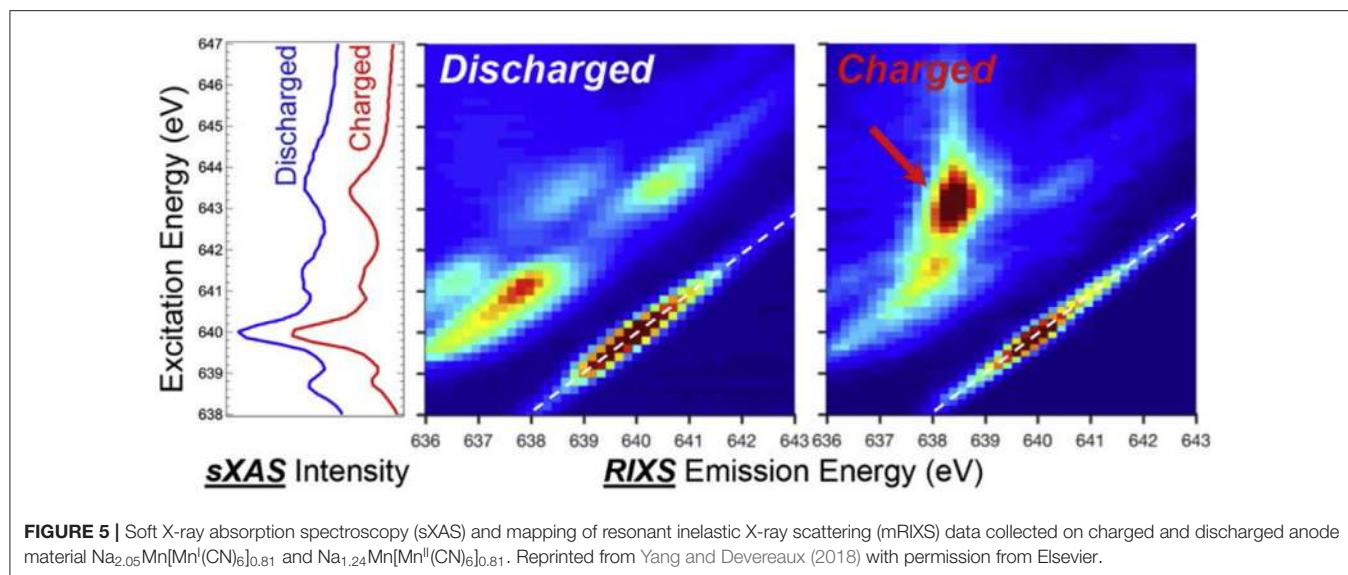 647
646
645
644
643
642
641
640
639
638
Excitation Energy (eV)
Discharged
Charged
Discharged
Charged
636 637 638 639 640 641 642 643
636 637 638 639 640 641 642 643
sXAS Intensity
RIXS Emission Energy (eV)
FIGURE 5 | Soft X-ray absorption spectroscopy (sXAS) and mapping of resonant inelastic X-ray scattering (mRIXS) data collected on charged and discharged anode
material Na₂.₀₅Mn[Mnᴵ(CN)₆]₀.₈₁ and Na₁.₂₄Mn[Mnᴵᴵ(CN)₆]₀.₈₁. Reprinted from Yang and Devereaux (2018) with permission from Elsevier.